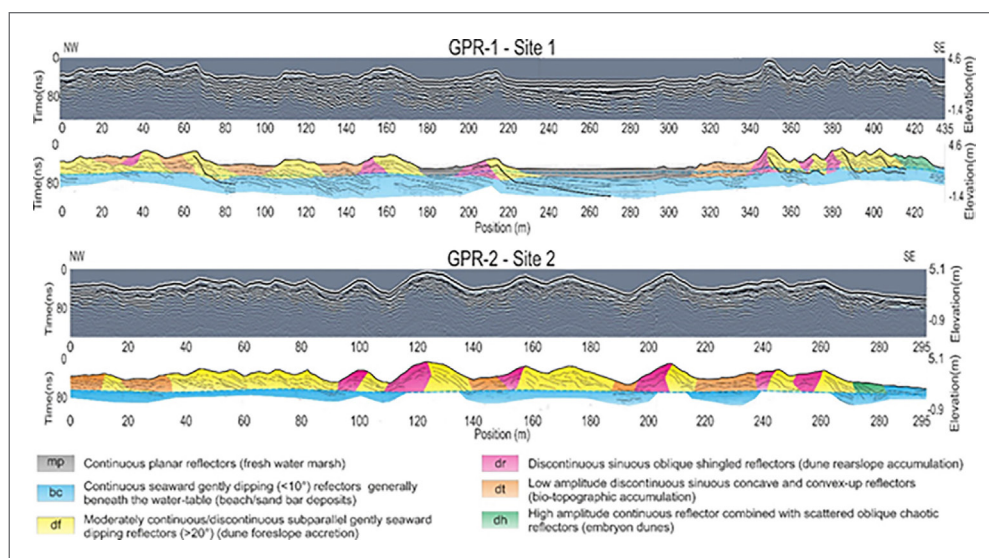 GPR-1 - Site 1
NW SE
0 4.6
Time(ns) 80 -1.4 Elevation(m)
0 20 40 60 80 100 120 140 160 180 200 220 240 260 280 300 320 340 360 380 400 420 435
0 4.6
Time(ns) 80 -1.4 Elevation(m)
0 20 40 60 80 100 120 140 160 180 200 220 240 260 280 300 320 340 360 380 400 420
Position (m)
GPR-2 - Site 2
NW SE
0 5.1
Time(ns) 80 -0.9 Elevation(m)
0 20 40 60 80 100 120 140 160 180 200 220 240 260 280 295
0 5.1
Time(ns) 80 -0.9 Elevation(m)
0 20 40 60 80 100 120 140 160 180 200 220 240 260 280 295
Position (m)
mp Continuous planar reflectors (fresh water marsh)
bc Continuous seaward gently dipping (<10°) refectors generally
beneath the water-table (beach/sand bar deposits)
df Moderately continuous/discontinuous subparallel gently seaward
dipping reflectors (>20°) (dune foreslope accretion)
dr Discontinuous sinuous oblique shingled reflectors (dune rearslope accumulation)
dt Low amplitude discontinuous sinuous concave and convex-up reflectors
(bio-topographic accumulation)
dh High amplitude continuous reflector combined with scattered oblique chaotic
reflectors (embryon dunes)